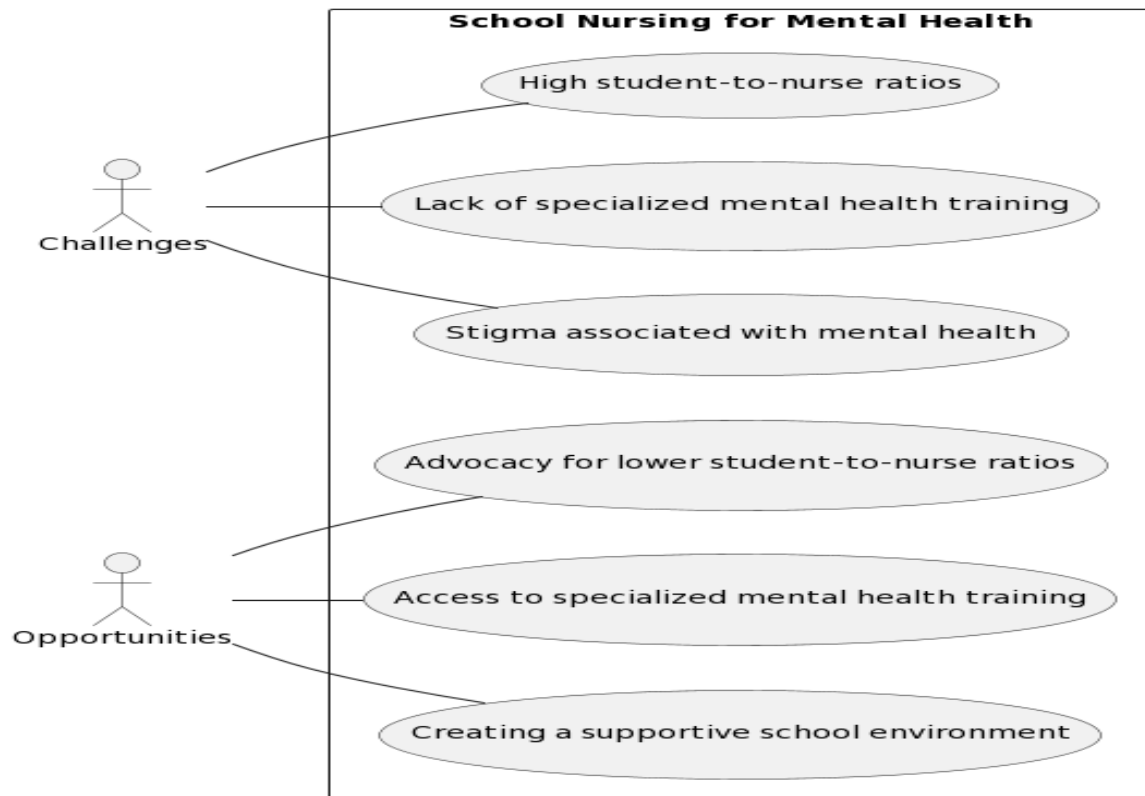 School Nursing for Mental Health
High student-to-nurse ratios
Lack of specialized mental health training
Challenges
Stigma associated with mental health
Advocacy for lower student-to-nurse ratios
Access to specialized mental health training
Opportunities
Creating a supportive school environment